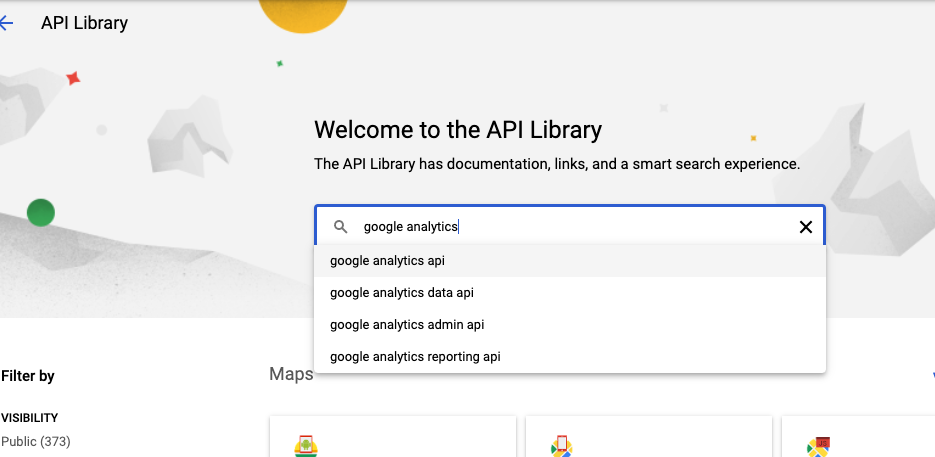 API Library
Welcome to the API Library
The API Library has documentation, links, and a smart search experience.
google analytics
google analytics api
google analytics data api
google analytics admin api
google analytics reporting api
Filter by
Maps
VISIBILITY
Public (373)